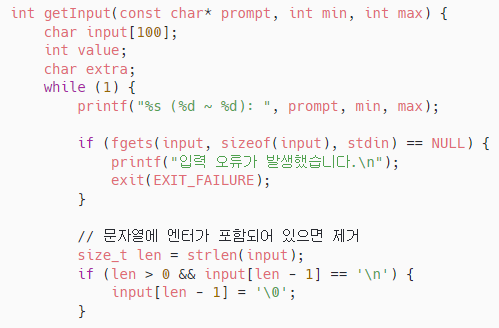 int getInput(const char* prompt, int min, int max) {
    char input[100];
    int value;
    char extra;
    while (1) {
        printf("%s (%d ~ %d): ", prompt, min, max);

        if (fgets(input, sizeof(input), stdin) == NULL) {
            printf("입력 오류가 발생했습니다.\n");
            exit(EXIT_FAILURE);
        }

        // 문자열에 엔터가 포함되어 있으면 제거
        size_t len = strlen(input);
        if (len > 0 && input[len - 1] == '\n') {
            input[len - 1] = '\0';
        }